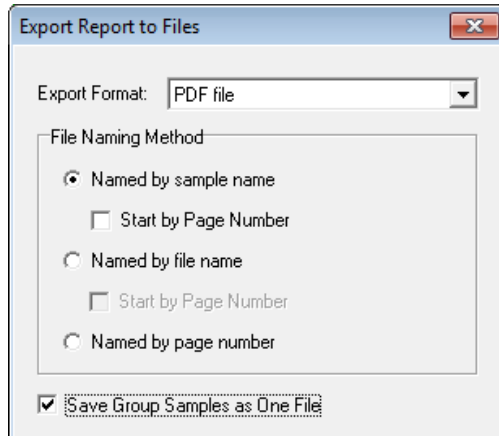 Export Report to Files
Export Format: PDF file
File Naming Method
Named by sample name
Start by Page Number
Named by file name
Start by Page Number
Named by page number
Save Group Samples as One File